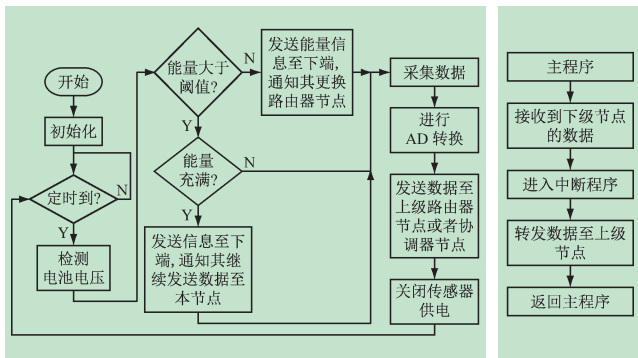 开始
初始化
定时到?
N
Y
检测
电池电压
能量大于
阈值?
N
Y
能量
充满?
N
Y
发送信息至下
端,通知其继
续发送数据至
本节点
发送能量信
息至下端,
通知其更换
路由器节点
采集数据
进行
AD 转换
发送数据至
上级路由器
节点或者协
调器节点
关闭传感器
供电
主程序
接收到下级节点
的数据
进入中断程序
转发数据至上级
节点
返回主程序